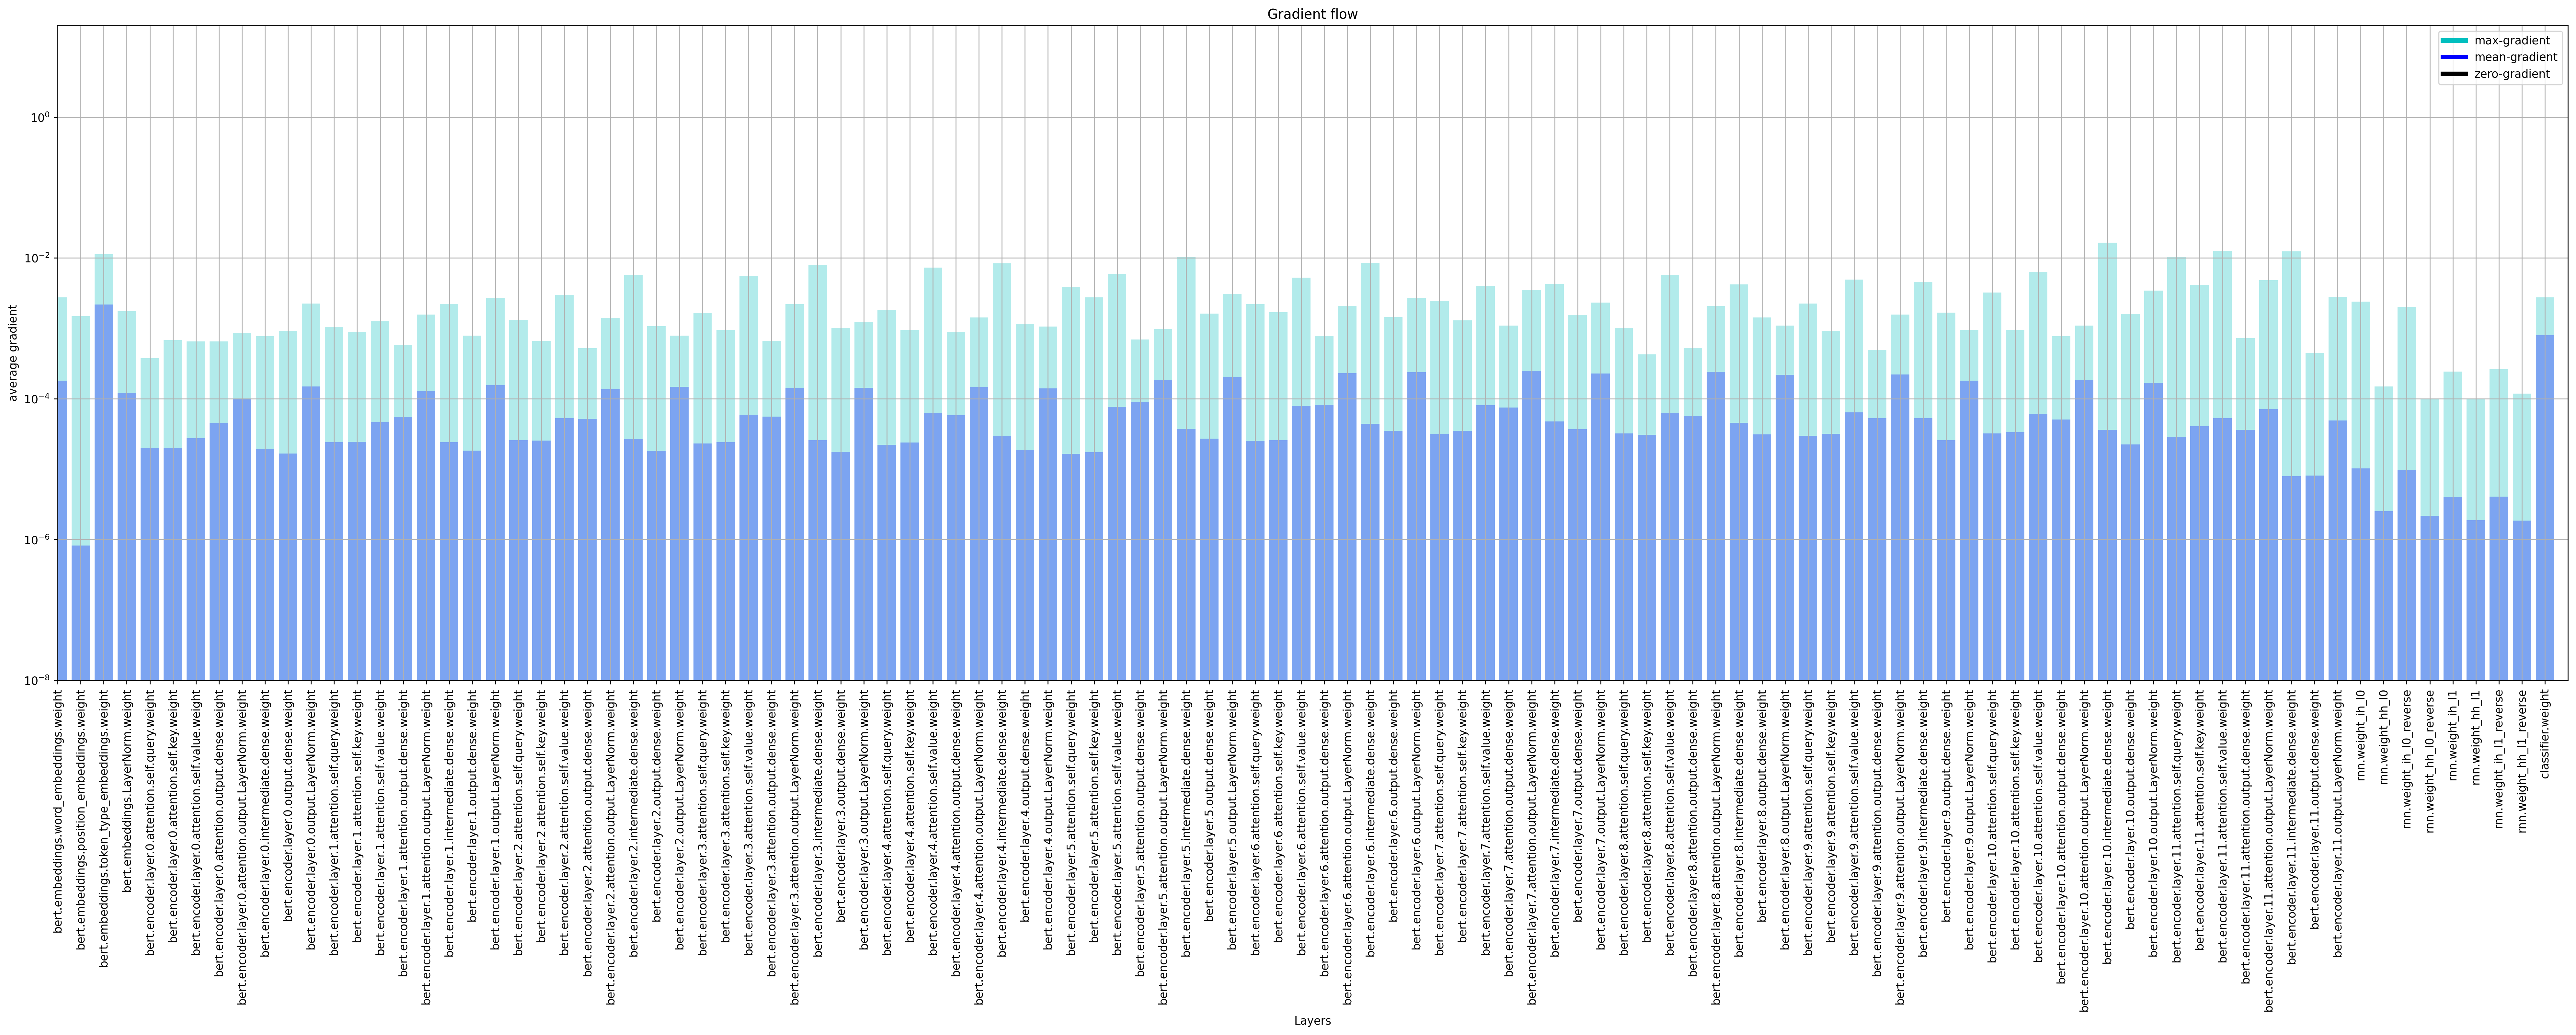 Gradient flow
max-gradient
mean-gradient
zero-gradient
average gradient
10⁰
10⁻²
10⁻⁴
10⁻⁶
10⁻⁸
bert.embeddings.word_embeddings.weight
bert.embeddings.position_embeddings.weight
bert.embeddings.token_type_embeddings.weight
bert.embeddings.LayerNorm.weight
bert.encoder.layer.0.attention.self.query.weight
bert.encoder.layer.0.attention.self.key.weight
bert.encoder.layer.0.attention.self.value.weight
bert.encoder.layer.0.attention.output.dense.weight
bert.encoder.layer.0.attention.output.LayerNorm.weight
bert.encoder.layer.0.intermediate.dense.weight
bert.encoder.layer.0.output.dense.weight
bert.encoder.layer.0.output.LayerNorm.weight
bert.encoder.layer.1.attention.self.query.weight
bert.encoder.layer.1.attention.self.key.weight
bert.encoder.layer.1.attention.self.value.weight
bert.encoder.layer.1.attention.output.dense.weight
bert.encoder.layer.1.attention.output.LayerNorm.weight
bert.encoder.layer.1.intermediate.dense.weight
bert.encoder.layer.1.output.dense.weight
bert.encoder.layer.1.output.LayerNorm.weight
bert.encoder.layer.2.attention.self.query.weight
bert.encoder.layer.2.attention.self.key.weight
bert.encoder.layer.2.attention.self.value.weight
bert.encoder.layer.2.attention.output.dense.weight
bert.encoder.layer.2.attention.output.LayerNorm.weight
bert.encoder.layer.2.intermediate.dense.weight
bert.encoder.layer.2.output.dense.weight
bert.encoder.layer.2.output.LayerNorm.weight
bert.encoder.layer.3.attention.self.query.weight
bert.encoder.layer.3.attention.self.key.weight
bert.encoder.layer.3.attention.self.value.weight
bert.encoder.layer.3.attention.output.dense.weight
bert.encoder.layer.3.attention.output.LayerNorm.weight
bert.encoder.layer.3.intermediate.dense.weight
bert.encoder.layer.3.output.dense.weight
bert.encoder.layer.3.output.LayerNorm.weight
bert.encoder.layer.4.attention.self.query.weight
bert.encoder.layer.4.attention.self.key.weight
bert.encoder.layer.4.attention.self.value.weight
bert.encoder.layer.4.attention.output.dense.weight
bert.encoder.layer.4.attention.output.LayerNorm.weight
bert.encoder.layer.4.intermediate.dense.weight
bert.encoder.layer.4.output.dense.weight
bert.encoder.layer.4.output.LayerNorm.weight
bert.encoder.layer.5.attention.self.query.weight
bert.encoder.layer.5.attention.self.key.weight
bert.encoder.layer.5.attention.self.value.weight
bert.encoder.layer.5.attention.output.dense.weight
bert.encoder.layer.5.attention.output.LayerNorm.weight
bert.encoder.layer.5.intermediate.dense.weight
bert.encoder.layer.5.output.dense.weight
bert.encoder.layer.5.output.LayerNorm.weight
bert.encoder.layer.6.attention.self.query.weight
bert.encoder.layer.6.attention.self.key.weight
bert.encoder.layer.6.attention.self.value.weight
bert.encoder.layer.6.attention.output.dense.weight
bert.encoder.layer.6.attention.output.LayerNorm.weight
bert.encoder.layer.6.intermediate.dense.weight
bert.encoder.layer.6.output.dense.weight
bert.encoder.layer.6.output.LayerNorm.weight
bert.encoder.layer.7.attention.self.query.weight
bert.encoder.layer.7.attention.self.key.weight
bert.encoder.layer.7.attention.self.value.weight
bert.encoder.layer.7.attention.output.dense.weight
bert.encoder.layer.7.attention.output.LayerNorm.weight
bert.encoder.layer.7.intermediate.dense.weight
bert.encoder.layer.7.output.dense.weight
bert.encoder.layer.7.output.LayerNorm.weight
bert.encoder.layer.8.attention.self.query.weight
bert.encoder.layer.8.attention.self.key.weight
bert.encoder.layer.8.attention.self.value.weight
bert.encoder.layer.8.attention.output.dense.weight
bert.encoder.layer.8.attention.output.LayerNorm.weight
bert.encoder.layer.8.intermediate.dense.weight
bert.encoder.layer.8.output.dense.weight
bert.encoder.layer.8.output.LayerNorm.weight
bert.encoder.layer.9.attention.self.query.weight
bert.encoder.layer.9.attention.self.key.weight
bert.encoder.layer.9.attention.self.value.weight
bert.encoder.layer.9.attention.output.dense.weight
bert.encoder.layer.9.attention.output.LayerNorm.weight
bert.encoder.layer.9.intermediate.dense.weight
bert.encoder.layer.9.output.dense.weight
bert.encoder.layer.9.output.LayerNorm.weight
bert.encoder.layer.10.attention.self.query.weight
bert.encoder.layer.10.attention.self.key.weight
bert.encoder.layer.10.attention.self.value.weight
bert.encoder.layer.10.attention.output.dense.weight
bert.encoder.layer.10.attention.output.LayerNorm.weight
bert.encoder.layer.10.intermediate.dense.weight
bert.encoder.layer.10.output.dense.weight
bert.encoder.layer.10.output.LayerNorm.weight
bert.encoder.layer.11.attention.self.query.weight
bert.encoder.layer.11.attention.self.key.weight
bert.encoder.layer.11.attention.self.value.weight
bert.encoder.layer.11.attention.output.dense.weight
bert.encoder.layer.11.attention.output.LayerNorm.weight
bert.encoder.layer.11.intermediate.dense.weight
bert.encoder.layer.11.output.dense.weight
bert.encoder.layer.11.output.LayerNorm.weight
rnn.weight_ih_l0
rnn.weight_hh_l0
rnn.weight_ih_l0_reverse
rnn.weight_hh_l0_reverse
rnn.weight_ih_l1
rnn.weight_hh_l1
rnn.weight_ih_l1_reverse
rnn.weight_hh_l1_reverse
classifier.weight
Layers